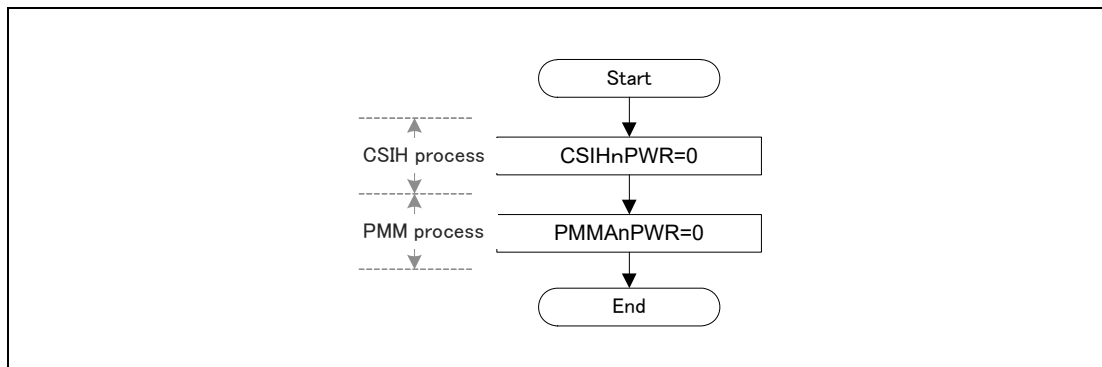 Start
CSIH process
CSIHnPWR=0
PMM process
PMMAnPWR=0
End